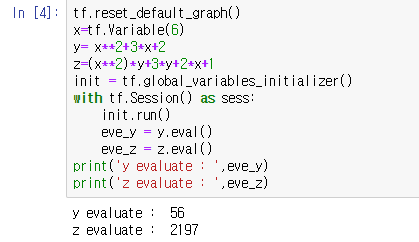 In [4]: tf.reset_default_graph()
x=tf.Variable(6)
y= x**2+3*x+2
z=(x**2)*y+3*y+2*x+1
init = tf.global_variables_initializer()
with tf.Session() as sess:
    init.run()
    eve_y = y.eval()
    eve_z = z.eval()
print('y evaluate : ',eve_y)
print('z evaluate : ',eve_z)
y evaluate :  56
z evaluate :  2197